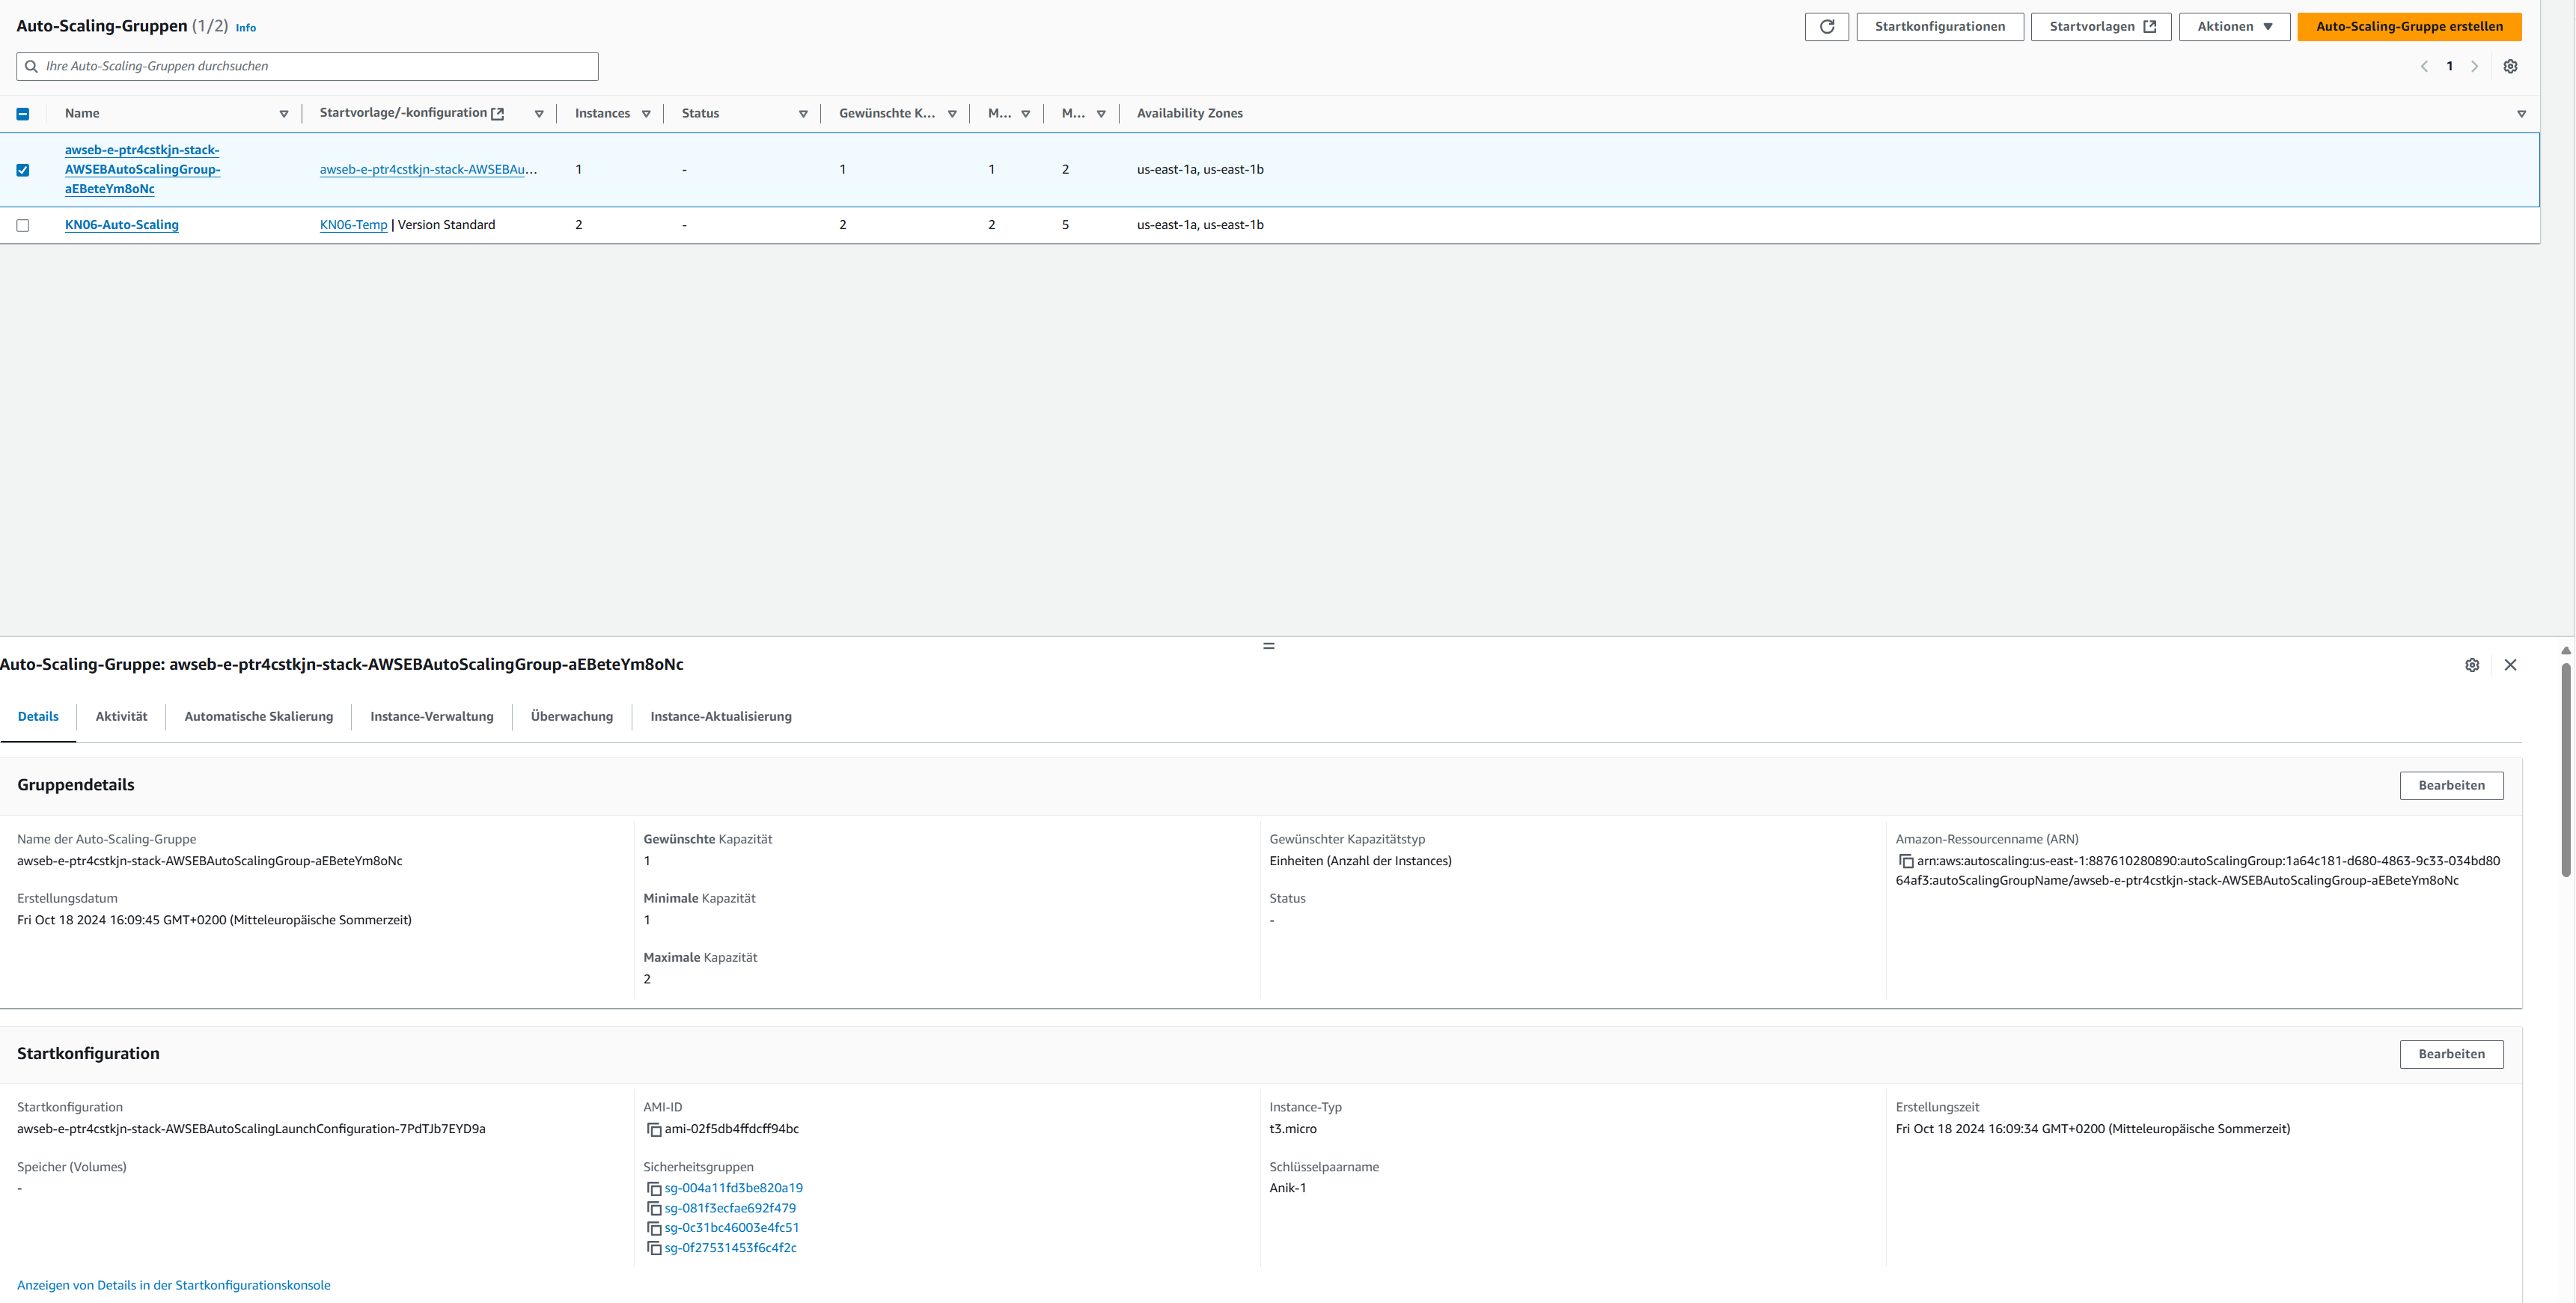 Auto-Scaling-Gruppen (1/2) Info
Startkonfigurationen
Startvorlagen
Aktionen
Auto-Scaling-Gruppe erstellen
Ihre Auto-Scaling-Gruppen durchsuchen
1
Name
Startvorlage/-konfiguration
Instances
Status
Gewünschte K...
M...
M...
Availability Zones
awseb-e-ptr4cstkjn-stack-
AWSEBAutoScalingGroup-
aEBeteYm8oNc
awseb-e-ptr4cstkjn-stack-AWSEBAu...
1
-
1
1
2
us-east-1a, us-east-1b
KN06-Auto-Scaling
KN06-Temp | Version Standard
2
-
2
2
5
us-east-1a, us-east-1b
Auto-Scaling-Gruppe: awseb-e-ptr4cstkjn-stack-AWSEBAutoScalingGroup-aEBeteYm8oNc
Details
Aktivität
Automatische Skalierung
Instance-Verwaltung
Überwachung
Instance-Aktualisierung
Gruppendetails
Bearbeiten
Name der Auto-Scaling-Gruppe
awseb-e-ptr4cstkjn-stack-AWSEBAutoScalingGroup-aEBeteYm8oNc
Erstellungsdatum
Fri Oct 18 2024 16:09:45 GMT+0200 (Mitteleuropäische Sommerzeit)
Gewünschte Kapazität
1
Minimale Kapazität
1
Maximale Kapazität
2
Gewünschter Kapazitätstyp
Einheiten (Anzahl der Instances)
Status
-
Amazon-Ressourcenname (ARN)
arn:aws:autoscaling:us-east-1:887610280890:autoScalingGroup:1a64c181-d680-4863-9c33-034bd80
64af3:autoScalingGroupName/awseb-e-ptr4cstkjn-stack-AWSEBAutoScalingGroup-aEBeteYm8oNc
Startkonfiguration
Bearbeiten
Startkonfiguration
awseb-e-ptr4cstkjn-stack-AWSEBAutoScalingLaunchConfiguration-7PdTJb7EYD9a
Speicher (Volumes)
-
AMI-ID
ami-02f5db4ffdcff94bc
Sicherheitsgruppen
sg-004a11fd3be820a19
sg-081f3ecfae692f479
sg-0c31bc46003e4fc51
sg-0f27531453f6c4f2c
Instance-Typ
t3.micro
Schlüsselpaarname
Anik-1
Erstellungszeit
Fri Oct 18 2024 16:09:34 GMT+0200 (Mitteleuropäische Sommerzeit)
Anzeigen von Details in der Startkonfigurationskonsole